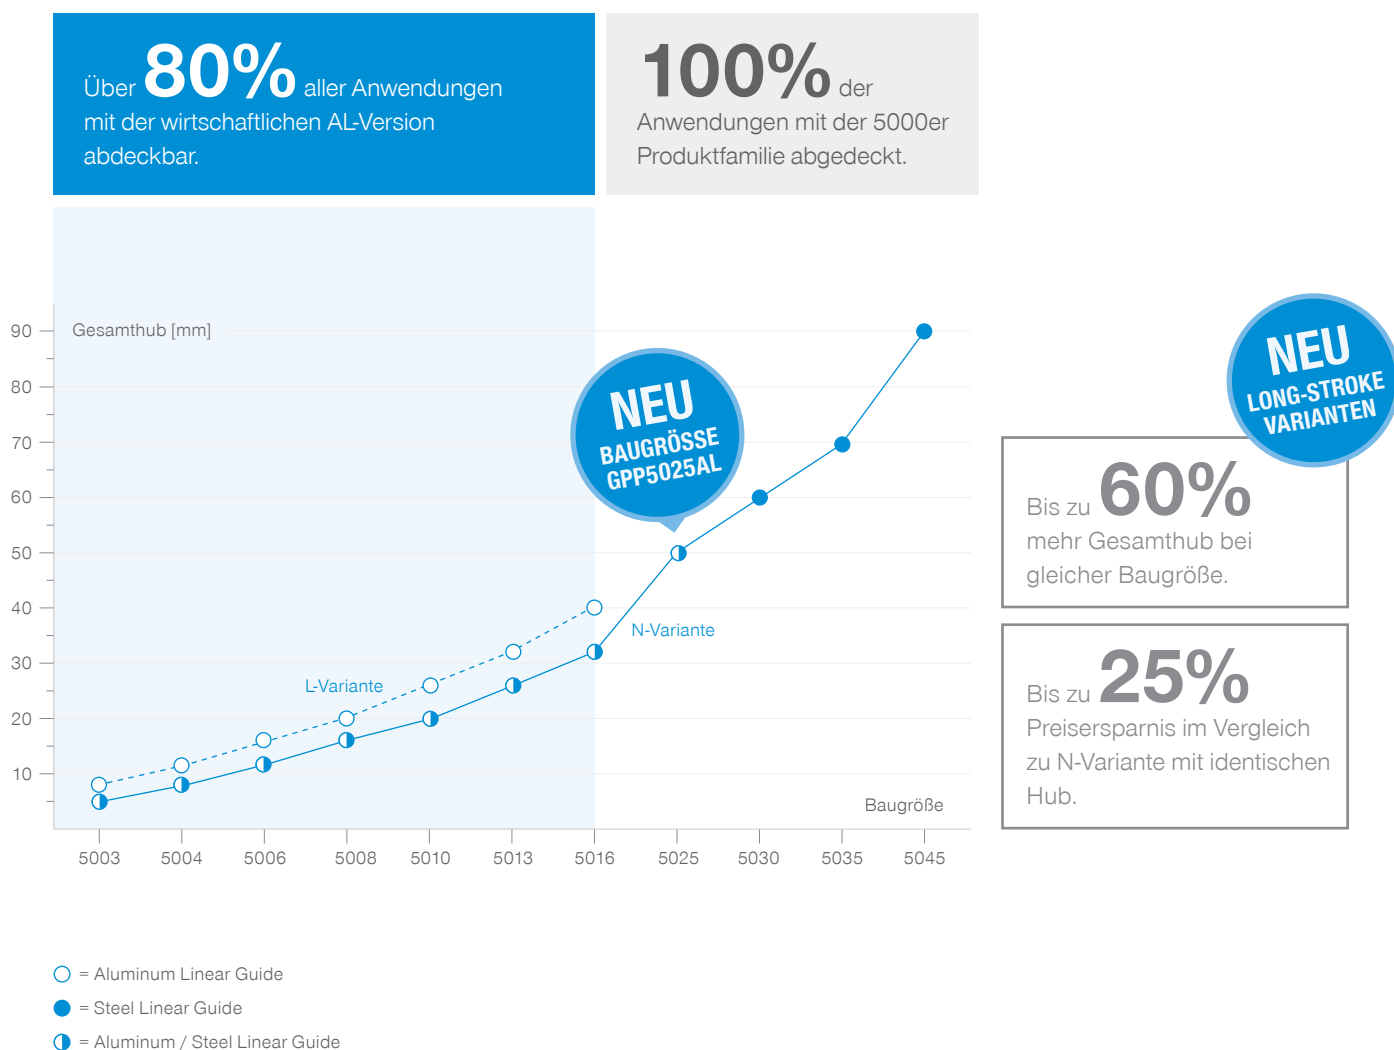 Über 80% aller Anwendungen
mit der wirtschaftlichen AL-Version
abdeckbar.
100% der
Anwendungen mit der 5000er
Produktfamilie abgedeckt.
Gesamthub [mm]
90
80
70
60
50
40
30
20
10
NEU
BAUGRÖSSE
GPP5025AL
N-Variante
L-Variante
Baugröße
5003 5004 5006 5008 5010 5013 5016 5025 5030 5035 5045
NEU
LONG-STROKE
VARIANTEN
Bis zu 60%
mehr Gesamthub bei
gleicher Baugröße.
Bis zu 25%
Preisersparnis im Vergleich
zu N-Variante mit identischen
Hub.
= Aluminum Linear Guide
= Steel Linear Guide
= Aluminum / Steel Linear Guide